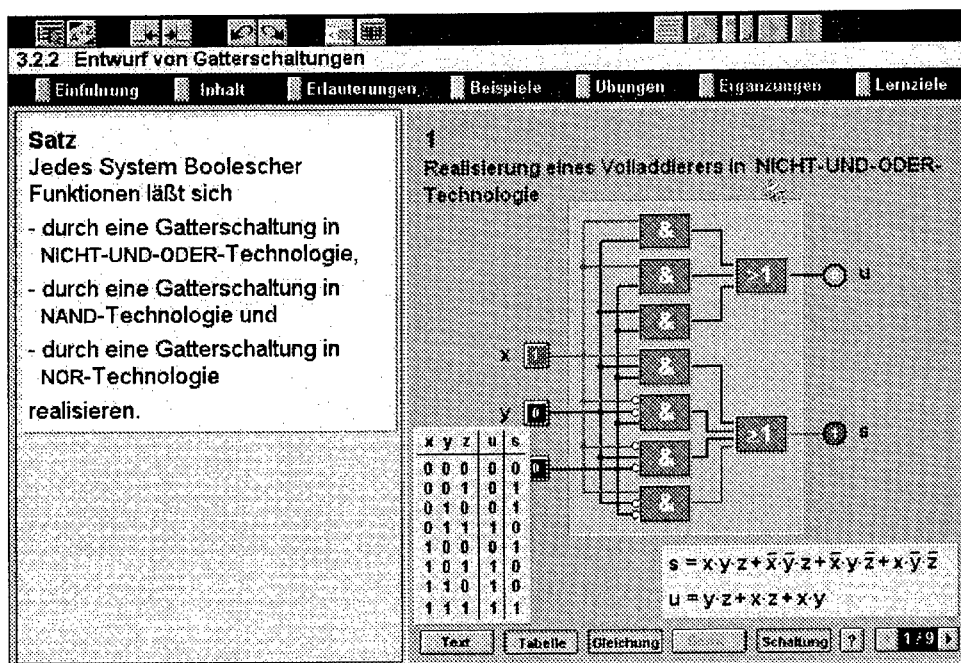 3.2.2 Entwurf von Gatterschaltungen
Einführung Inhalt Erläuterungen Beispiele Übungen Ergänzungen Lernziele
Satz
Jedes System Boolescher
Funktionen läßt sich
- durch eine Gatterschaltung in
NICHT-UND-ODER-Technologie,
- durch eine Gatterschaltung in
NAND-Technologie und
- durch eine Gatterschaltung in
NOR-Technologie
realisieren.
1
Realisierung eines Volladdierers in NICHT-UND-ODER-
Technologie
&
&
≥1 u
&
x 1 &
y 0 &
≥1 1 s
0 &
&
x y z u s
0 0 0 0 0
0 0 1 0 1
0 1 0 0 1
0 1 1 1 0
1 0 0 0 1
1 0 1 1 0
1 1 0 1 0
1 1 1 1 1
s = x·y·z+x̄·ȳ·z+x̄·y·z̄+x·ȳ·z̄
u = y·z+x·z+x·y
Text Tabelle Gleichung Schaltung ? 1 / 9